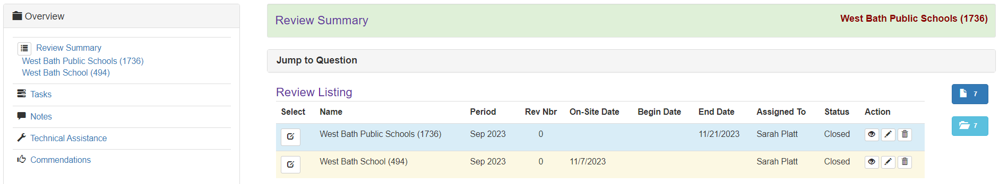 Overview
Review Summary
West Bath Public Schools (1736)
West Bath School (494)
Tasks
Notes
Technical Assistance
Commendations
Review Summary West Bath Public Schools (1736)
Jump to Question
Review Listing
7
7
Select Name Period Rev Nbr On-Site Date Begin Date End Date Assigned To Status Action
West Bath Public Schools (1736) Sep 2023 0 11/21/2023 Sarah Platt Closed
West Bath School (494) Sep 2023 0 11/7/2023 Sarah Platt Closed